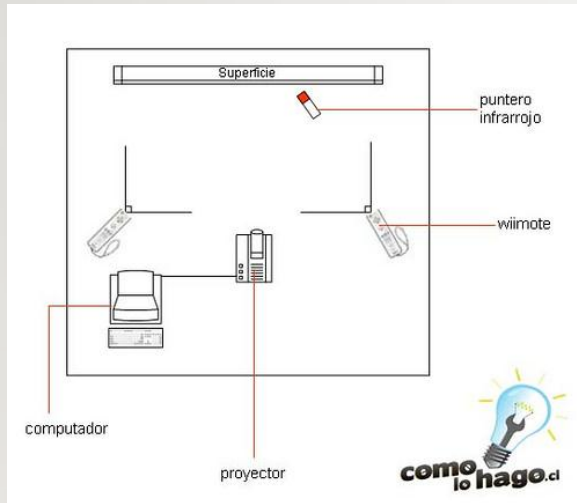 Superficie
puntero
infrarrojo
wiimote
computador
proyector
como
lo hago.cl